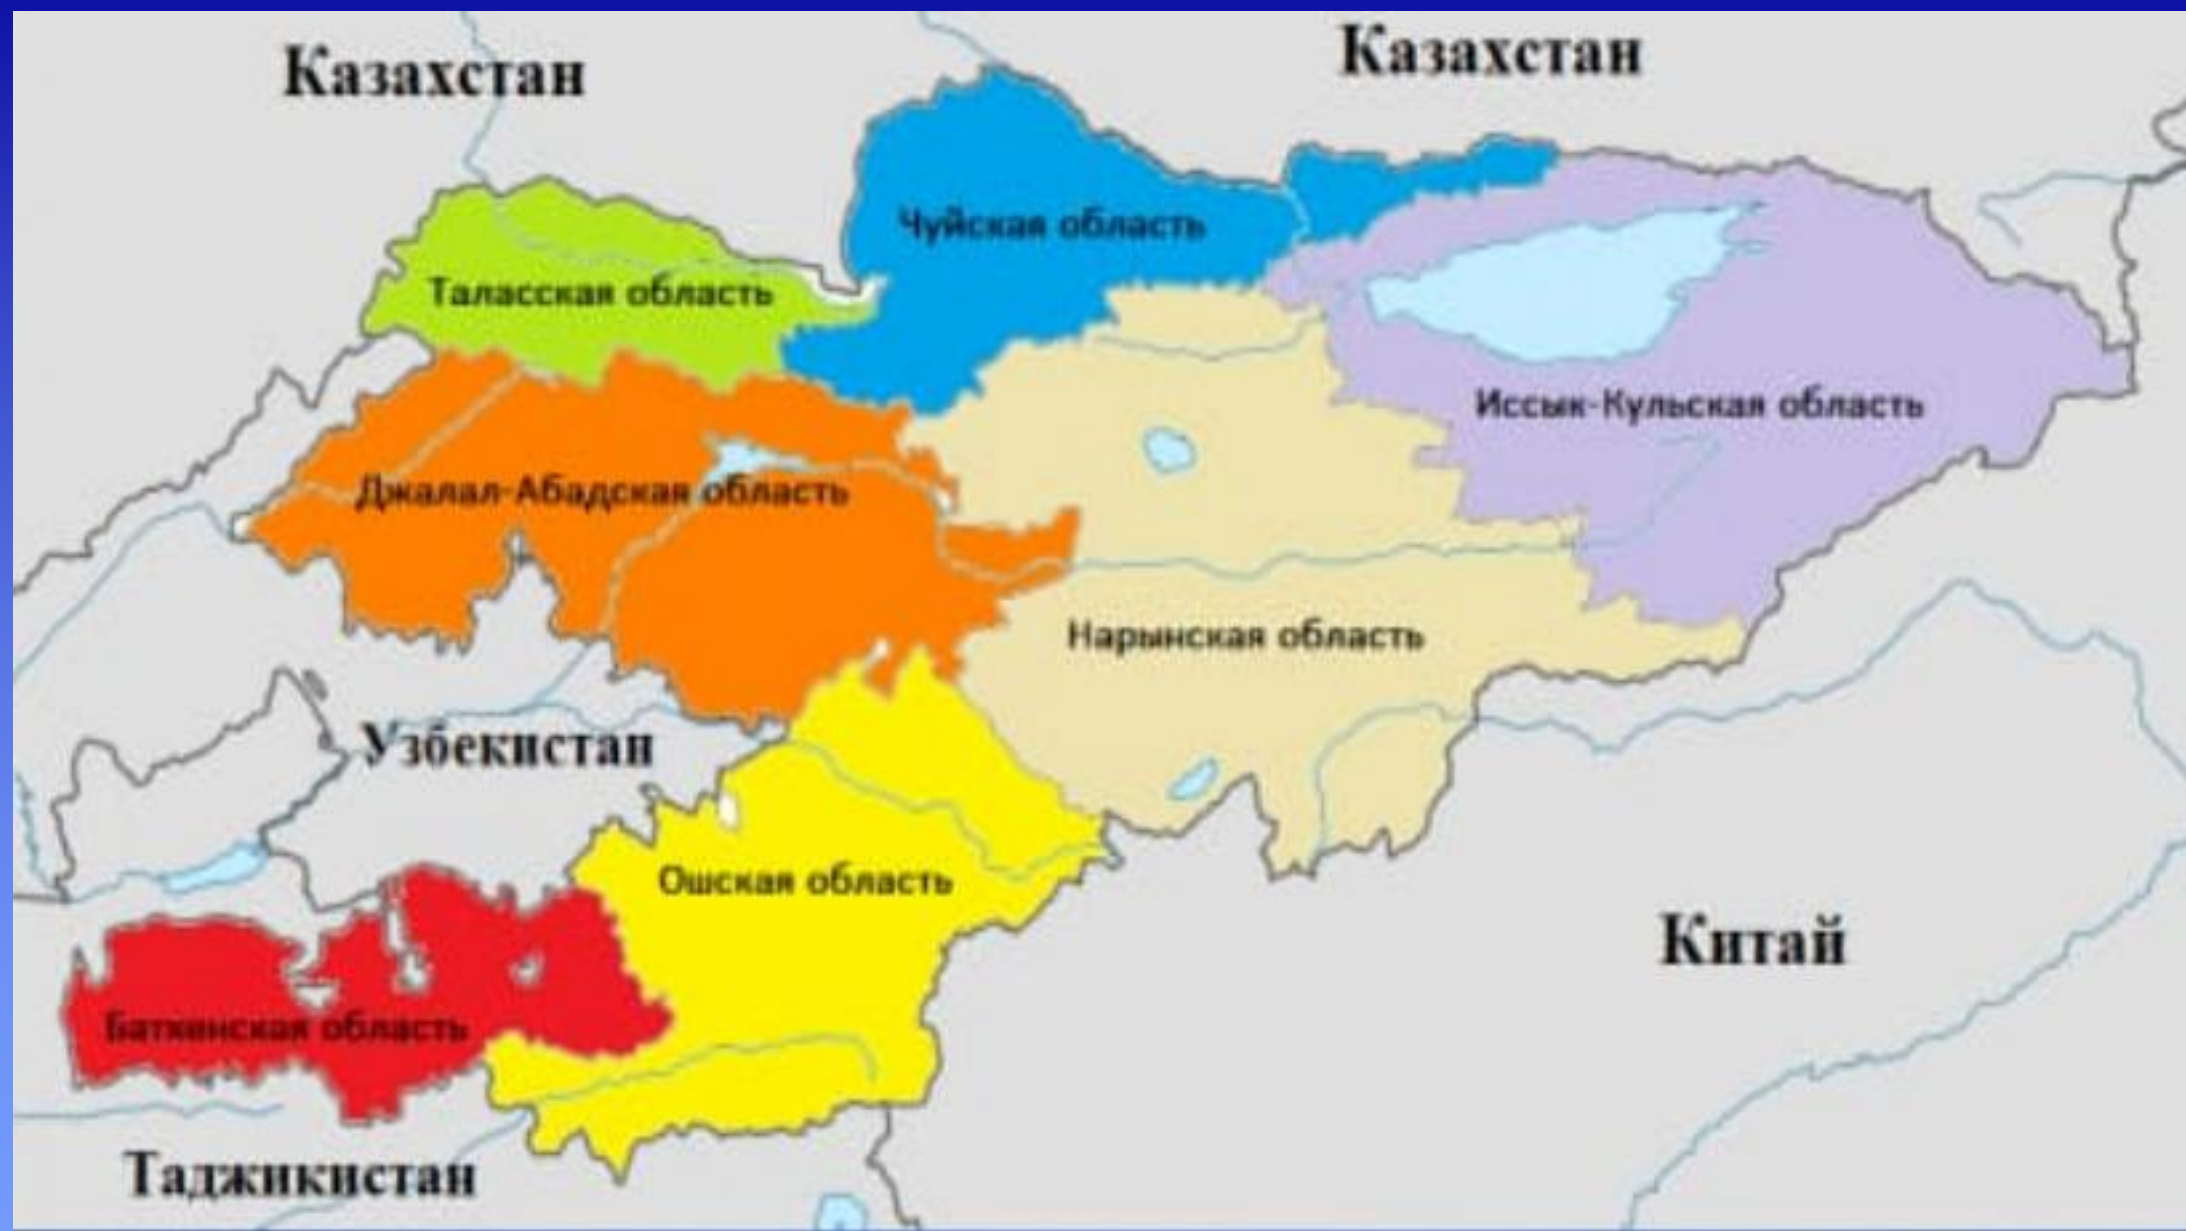 Казахстан
Казахстан
Чуйская область
Таласская область
Иссык-Кульская область
Джалал-Абадская область
Нарынская область
Узбекистан
Ошская область
Китай
Баткенская область
Таджикистан